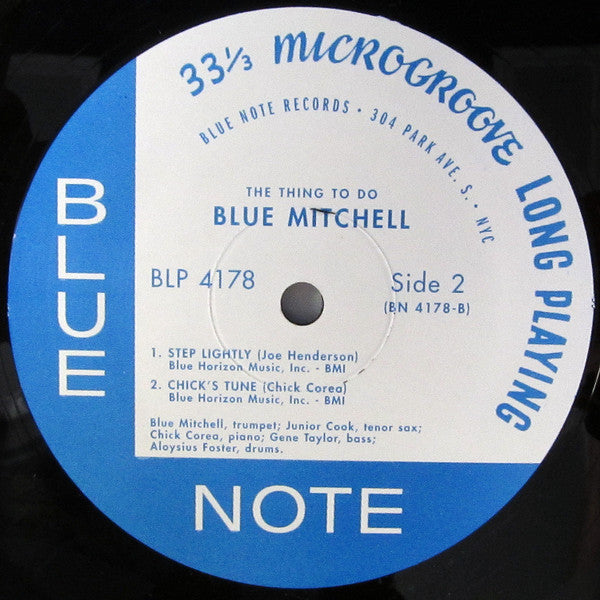 33⅓ MICROGROOVE LONG PLAYING
BLUE NOTE RECORDS • 304 PARK AVE. S. • NYC
THE THING TO DO
BLUE MITCHELL
BLP 4178
Side 2
(BN 4178-B)
1. STEP LIGHTLY (Joe Henderson)
Blue Horizon Music, Inc. - BMI
2. CHICK'S TUNE (Chick Corea)
Blue Horizon Music, Inc. - BMI
Blue Mitchell, trumpet; Junior Cook, tenor sax;
Chick Corea, piano; Gene Taylor, bass;
Aloysius Foster, drums.
BLUE
NOTE